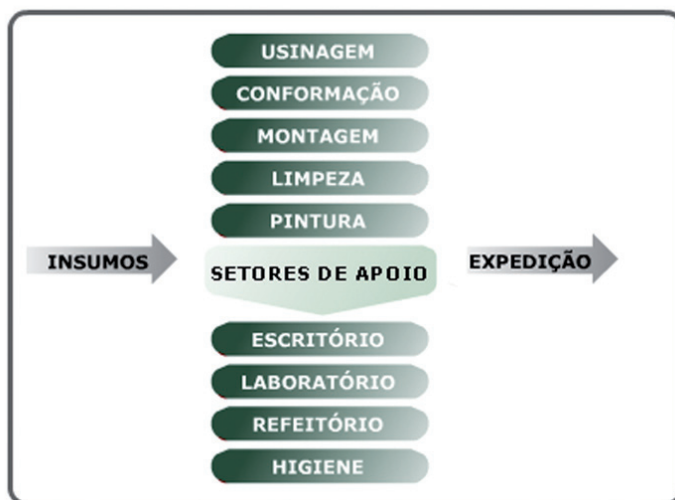 USINAGEM
CONFORMAÇÃO
MONTAGEM
LIMPEZA
PINTURA
INSUMOS
SETORES DE APOIO
EXPEDIÇÃO
ESCRITÓRIO
LABORATÓRIO
REFEITÓRIO
HIGIENE